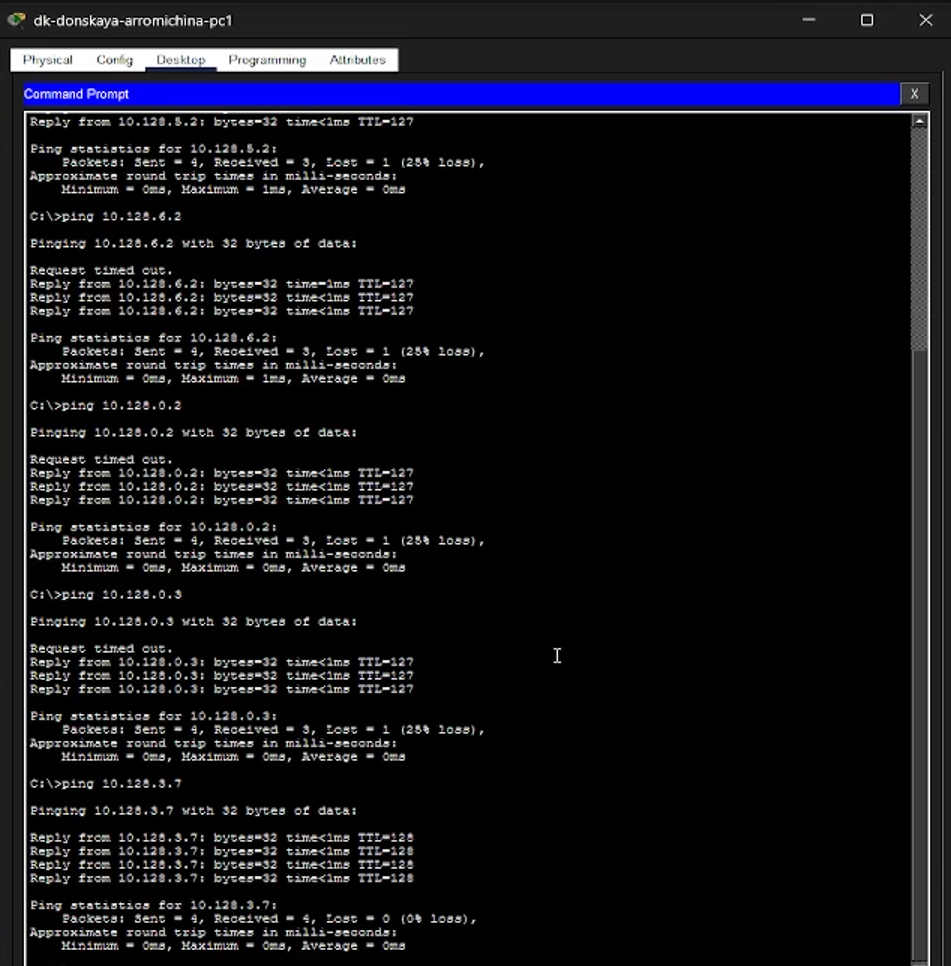 dk-donskaya-arromichina-pc1
Physical Config Desktop Programming Attributes
Command Prompt X
Reply from 10.128.5.2: bytes=32 time<1ms TTL=127
Ping statistics for 10.128.5.2:
Packets: Sent = 4, Received = 3, Lost = 1 (25% loss),
Approximate round trip times in milli-seconds:
Minimum = 0ms, Maximum = 1ms, Average = 0ms
C:\>ping 10.128.6.2
Pinging 10.128.6.2 with 32 bytes of data:
Request timed out.
Reply from 10.128.6.2: bytes=32 time=1ms TTL=127
Reply from 10.128.6.2: bytes=32 time<1ms TTL=127
Reply from 10.128.6.2: bytes=32 time<1ms TTL=127
Ping statistics for 10.128.6.2:
Packets: Sent = 4, Received = 3, Lost = 1 (25% loss),
Approximate round trip times in milli-seconds:
Minimum = 0ms, Maximum = 1ms, Average = 0ms
C:\>ping 10.128.0.2
Pinging 10.128.0.2 with 32 bytes of data:
Request timed out.
Reply from 10.128.0.2: bytes=32 time<1ms TTL=127
Reply from 10.128.0.2: bytes=32 time<1ms TTL=127
Reply from 10.128.0.2: bytes=32 time<1ms TTL=127
Ping statistics for 10.128.0.2:
Packets: Sent = 4, Received = 3, Lost = 1 (25% loss),
Approximate round trip times in milli-seconds:
Minimum = 0ms, Maximum = 0ms, Average = 0ms
C:\>ping 10.128.0.3
Pinging 10.128.0.3 with 32 bytes of data:
Request timed out.
Reply from 10.128.0.3: bytes=32 time<1ms TTL=127
Reply from 10.128.0.3: bytes=32 time<1ms TTL=127
Reply from 10.128.0.3: bytes=32 time<1ms TTL=127
Ping statistics for 10.128.0.3:
Packets: Sent = 4, Received = 3, Lost = 1 (25% loss),
Approximate round trip times in milli-seconds:
Minimum = 0ms, Maximum = 0ms, Average = 0ms
C:\>ping 10.128.3.7
Pinging 10.128.3.7 with 32 bytes of data:
Reply from 10.128.3.7: bytes=32 time<1ms TTL=128
Reply from 10.128.3.7: bytes=32 time<1ms TTL=128
Reply from 10.128.3.7: bytes=32 time<1ms TTL=128
Reply from 10.128.3.7: bytes=32 time<1ms TTL=128
Ping statistics for 10.128.3.7:
Packets: Sent = 4, Received = 4, Lost = 0 (0% loss),
Approximate round trip times in milli-seconds:
Minimum = 0ms, Maximum = 0ms, Average = 0ms